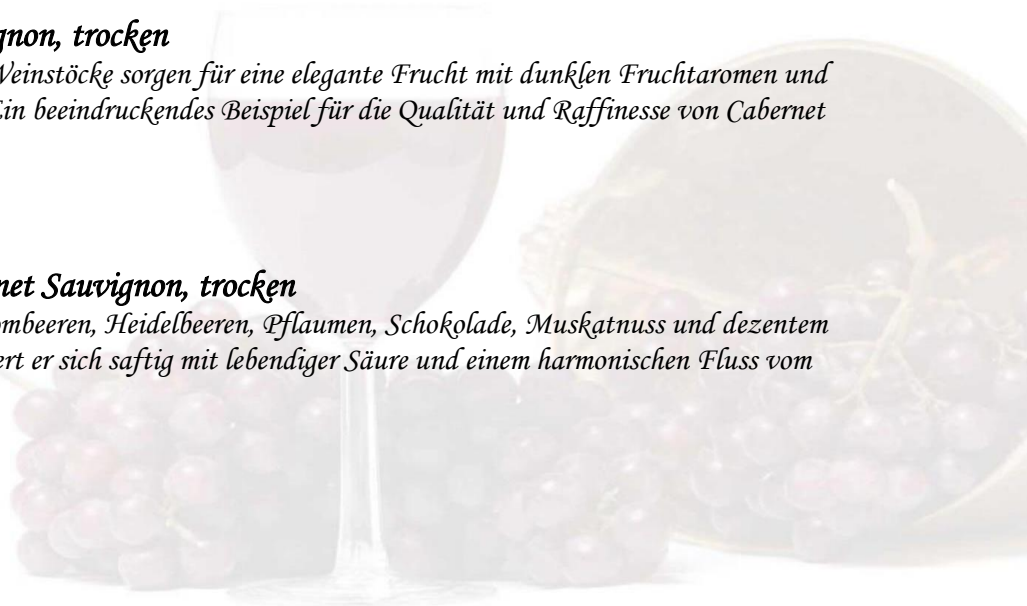 gnon, trocken
Weinstöcke sorgen für eine elegante Frucht mit dunklen Fruchtaromen und
Ein beeindruckendes Beispiel für die Qualität und Raffinesse von Cabernet
net Sauvignon, trocken
ombeeren, Heidelbeeren, Pflaumen, Schokolade, Muskatnuss und dezentem
ert er sich saftig mit lebendiger Säure und einem harmonischen Fluss vom